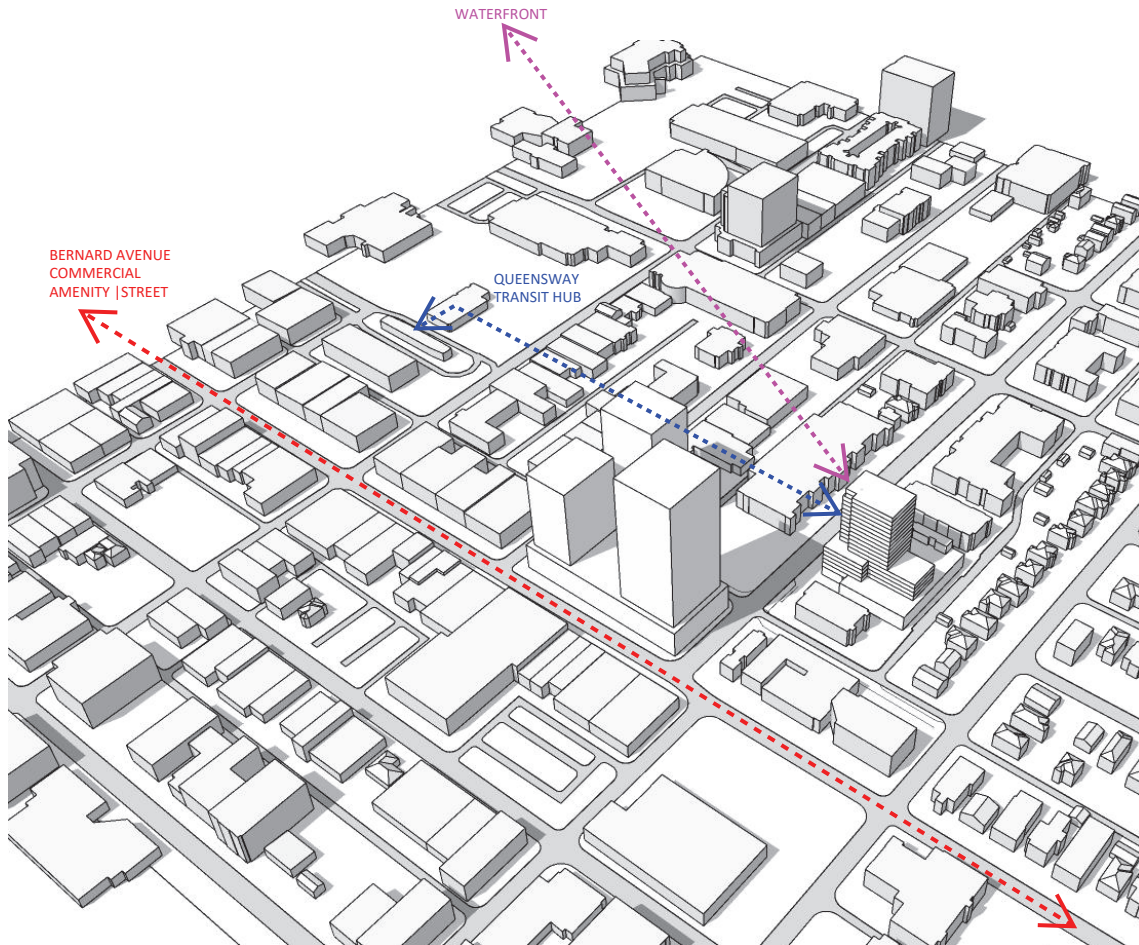 WATERFRONT
BERNARD AVENUE
COMMERCIAL
AMENITY |STREET
QUEENSWAY
TRANSIT HUB